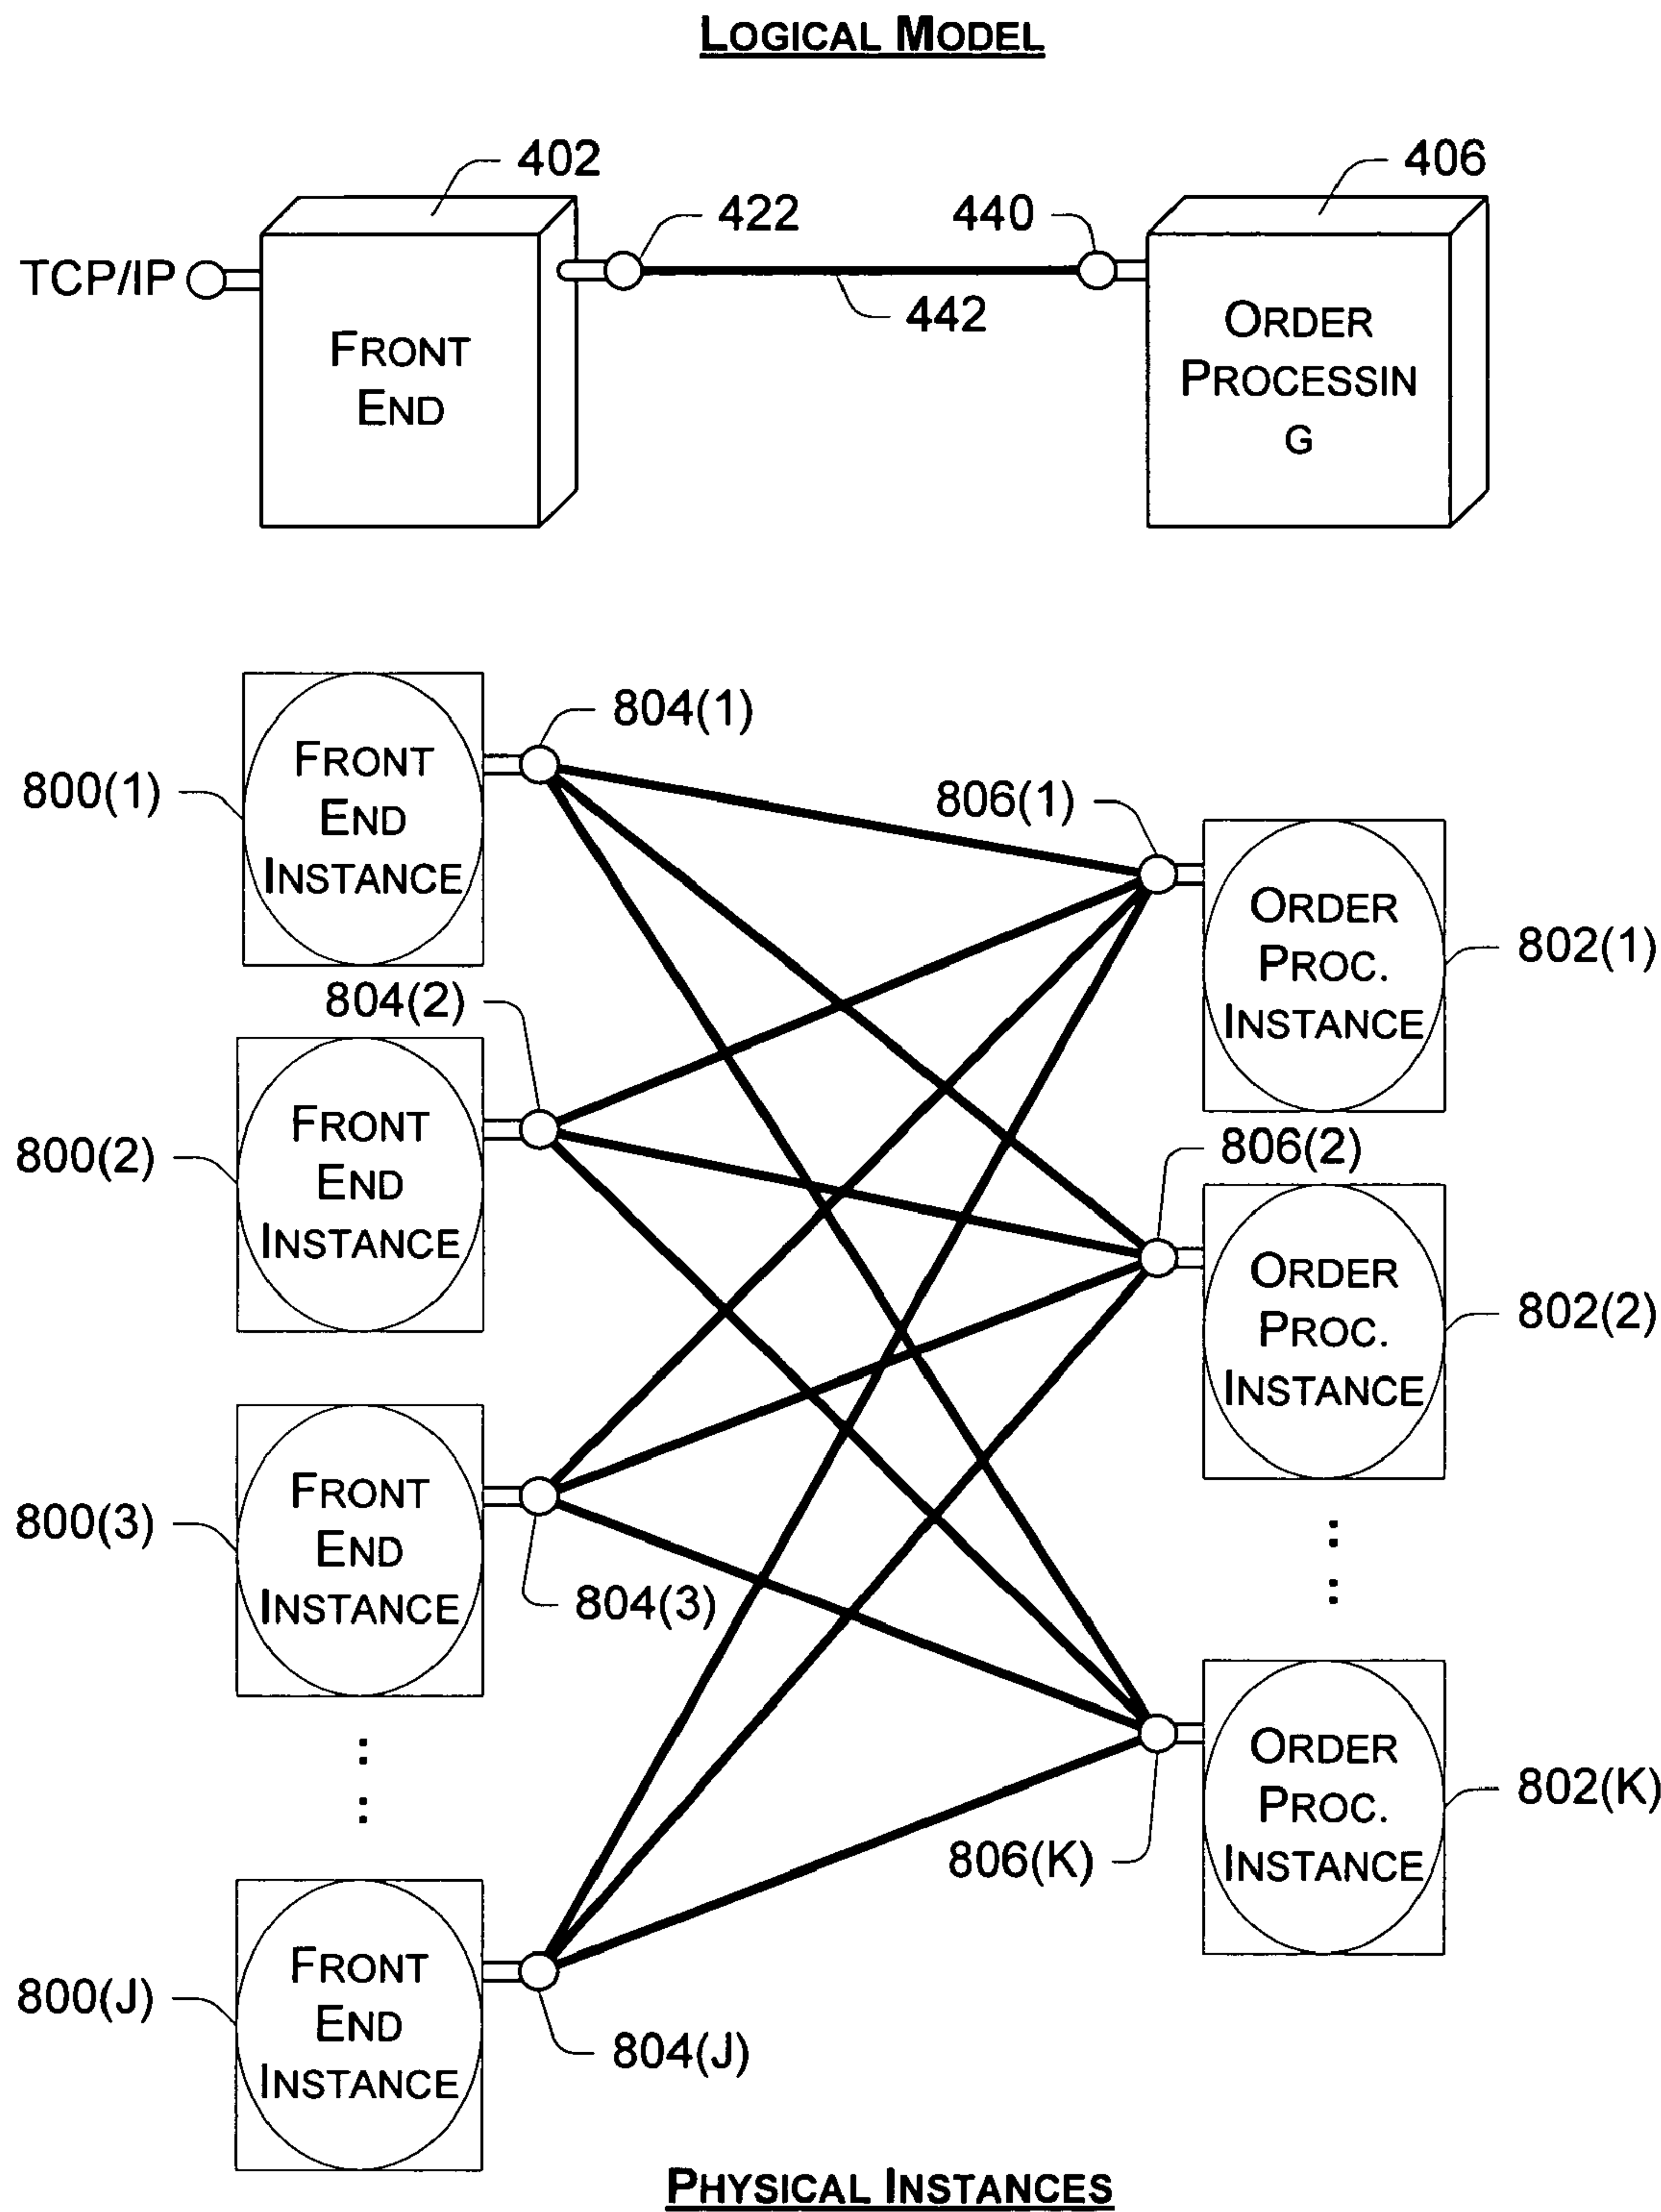 LOGICAL MODEL
402
406
422
440
TCP/IP
442
FRONT
END
ORDER
PROCESSIN
G
804(1)
FRONT
END
INSTANCE
800(1)
806(1)
ORDER
PROC.
INSTANCE
802(1)
804(2)
FRONT
END
INSTANCE
800(2)
806(2)
ORDER
PROC.
INSTANCE
802(2)
FRONT
END
INSTANCE
800(3)
804(3)
:
:
:
:
ORDER
PROC.
INSTANCE
802(K)
806(K)
FRONT
END
INSTANCE
800(J)
804(J)
PHYSICAL INSTANCES